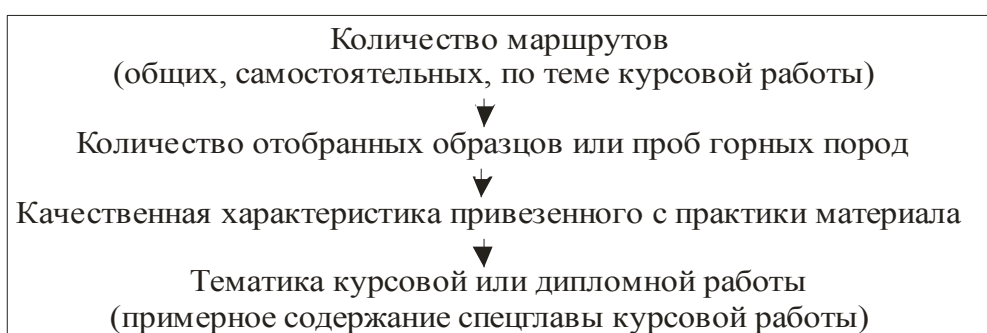 Количество маршрутов
(общих, самостоятельных, по теме курсовой работы)
Количество отобранных образцов или проб горных пород
Качественная характеристика привезенного с практики материала
Тематика курсовой или дипломной работы
(примерное содержание спецглавы курсовой работы)